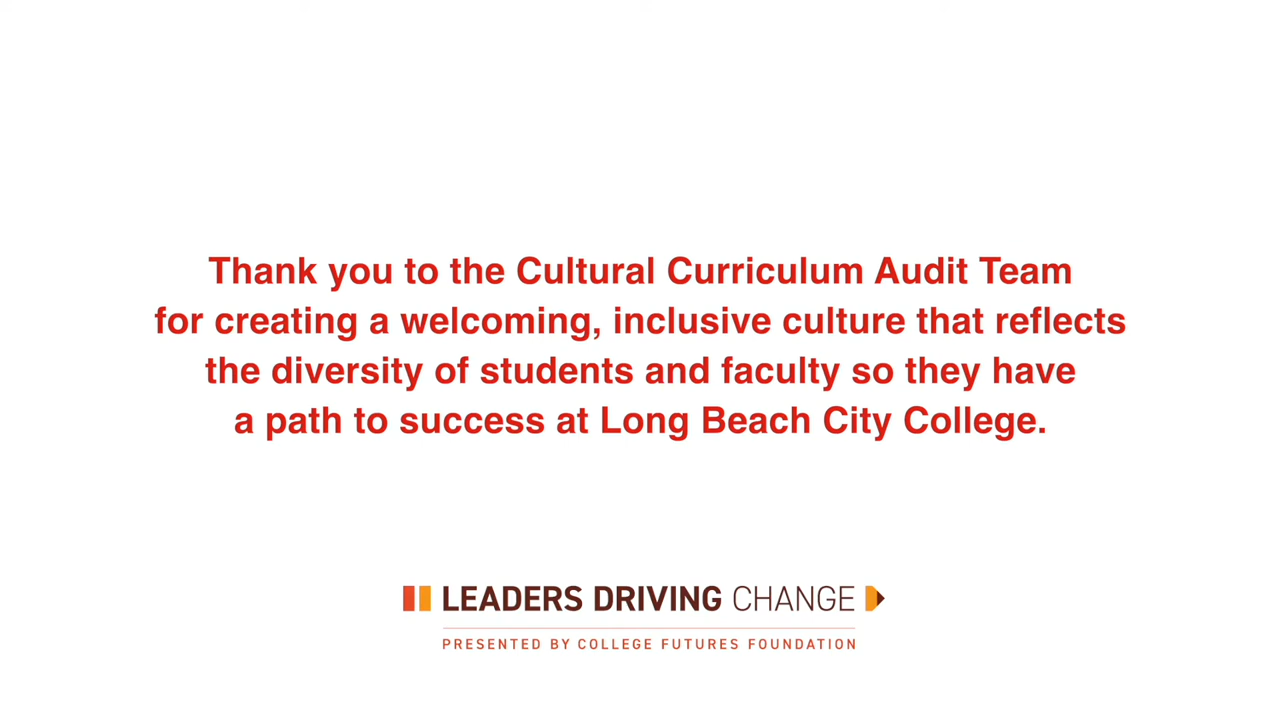 Thank you to the Cultural Curriculum Audit Team
for creating a welcoming, inclusive culture that reflects
the diversity of students and faculty so they have
a path to success at Long Beach City College.
LEADERS DRIVING CHANGE
PRESENTED BY COLLEGE FUTURES FOUNDATION